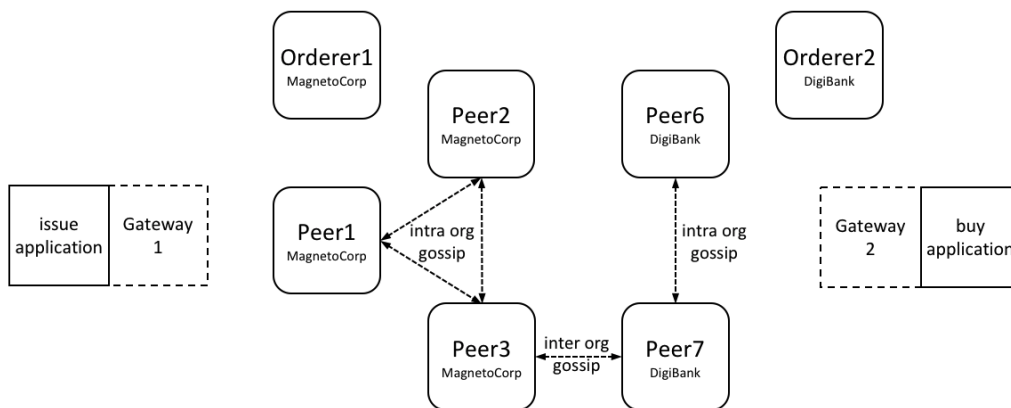 Orderer1
MagnetoCorp
Orderer2
DigiBank
Peer2
MagnetoCorp
Peer6
DigiBank
issue
application
Gateway
1
Peer1
MagnetoCorp
intra org
gossip
intra org
gossip
Gateway
2
buy
application
Peer3
MagnetoCorp
inter org
gossip
Peer7
DigiBank